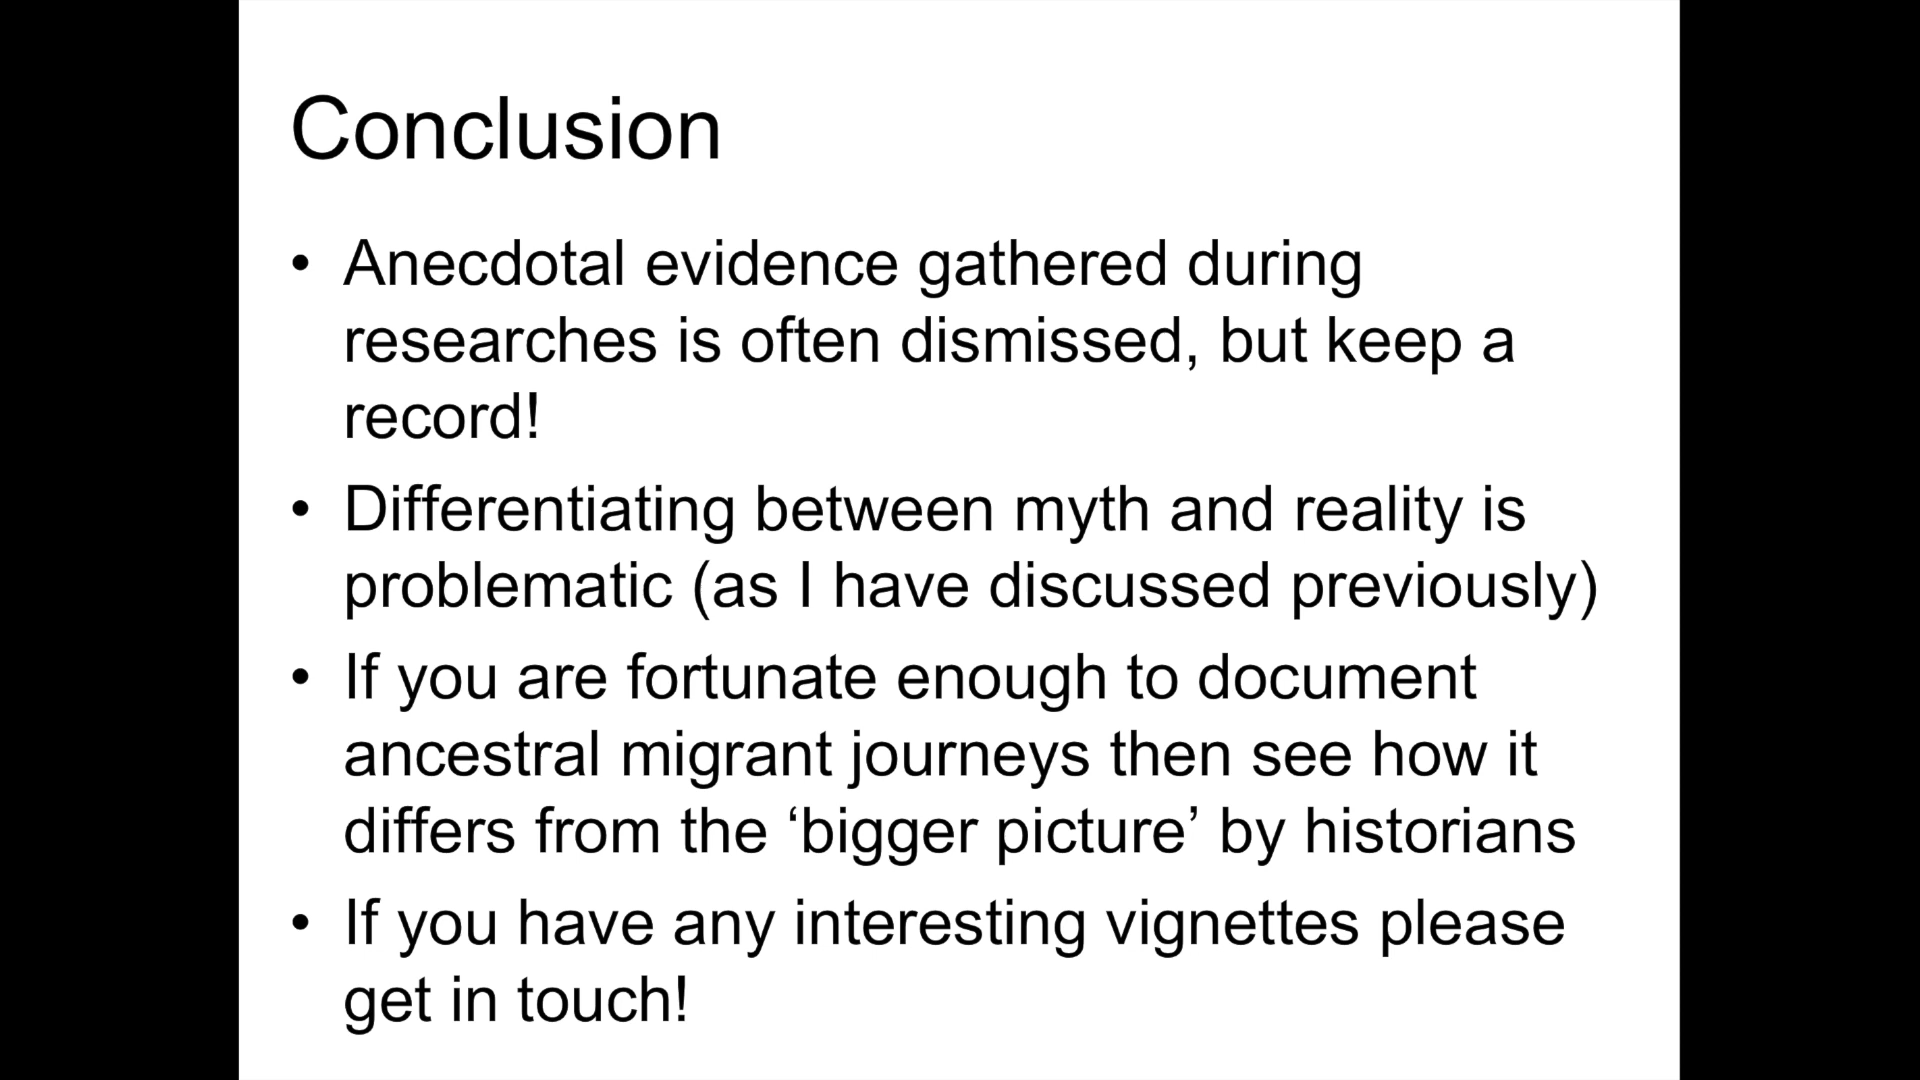 Conclusion
• Anecdotal evidence gathered during
researches is often dismissed, but keep a
record!
• Differentiating between myth and reality is
problematic (as I have discussed previously)
• If you are fortunate enough to document
ancestral migrant journeys then see how it
differs from the ‘bigger picture’ by historians
• If you have any interesting vignettes please
get in touch!